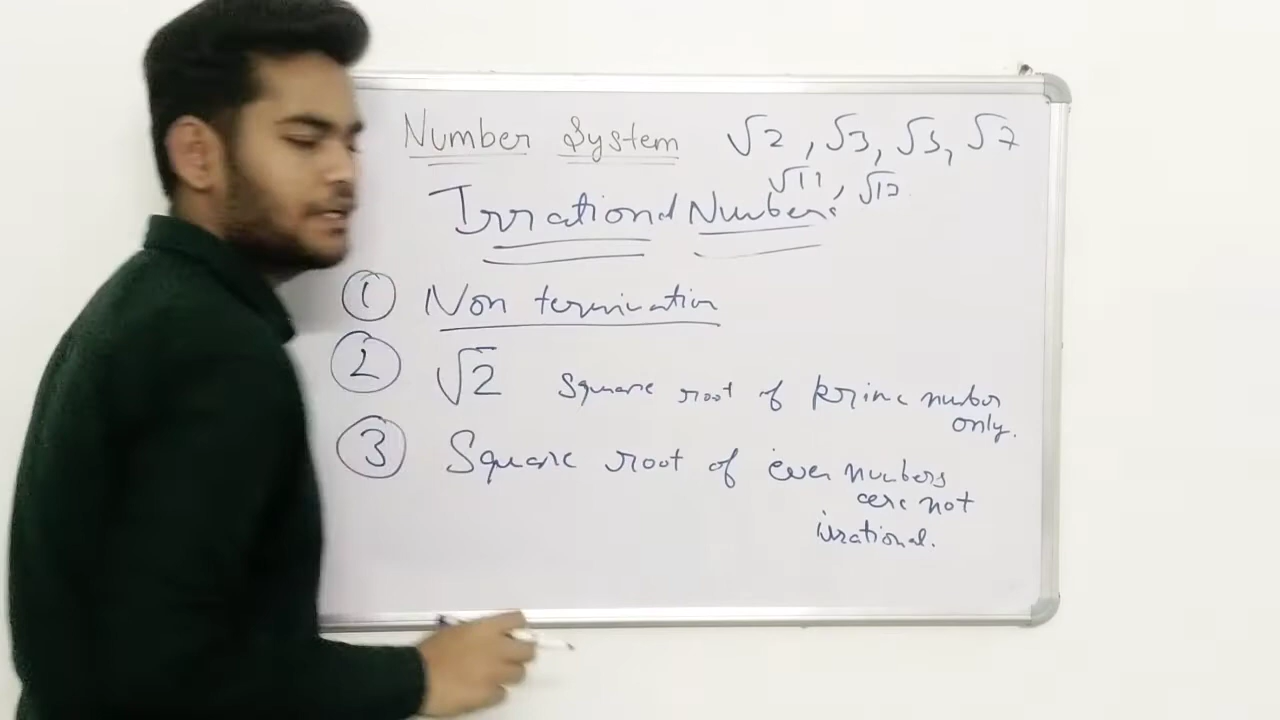 Number System √2, √3, √5, √7
√11, √13
Irrational Numbers
① Non termination
② √2 Square root of prime number
only.
③ Square root of even numbers
are not
irrational.